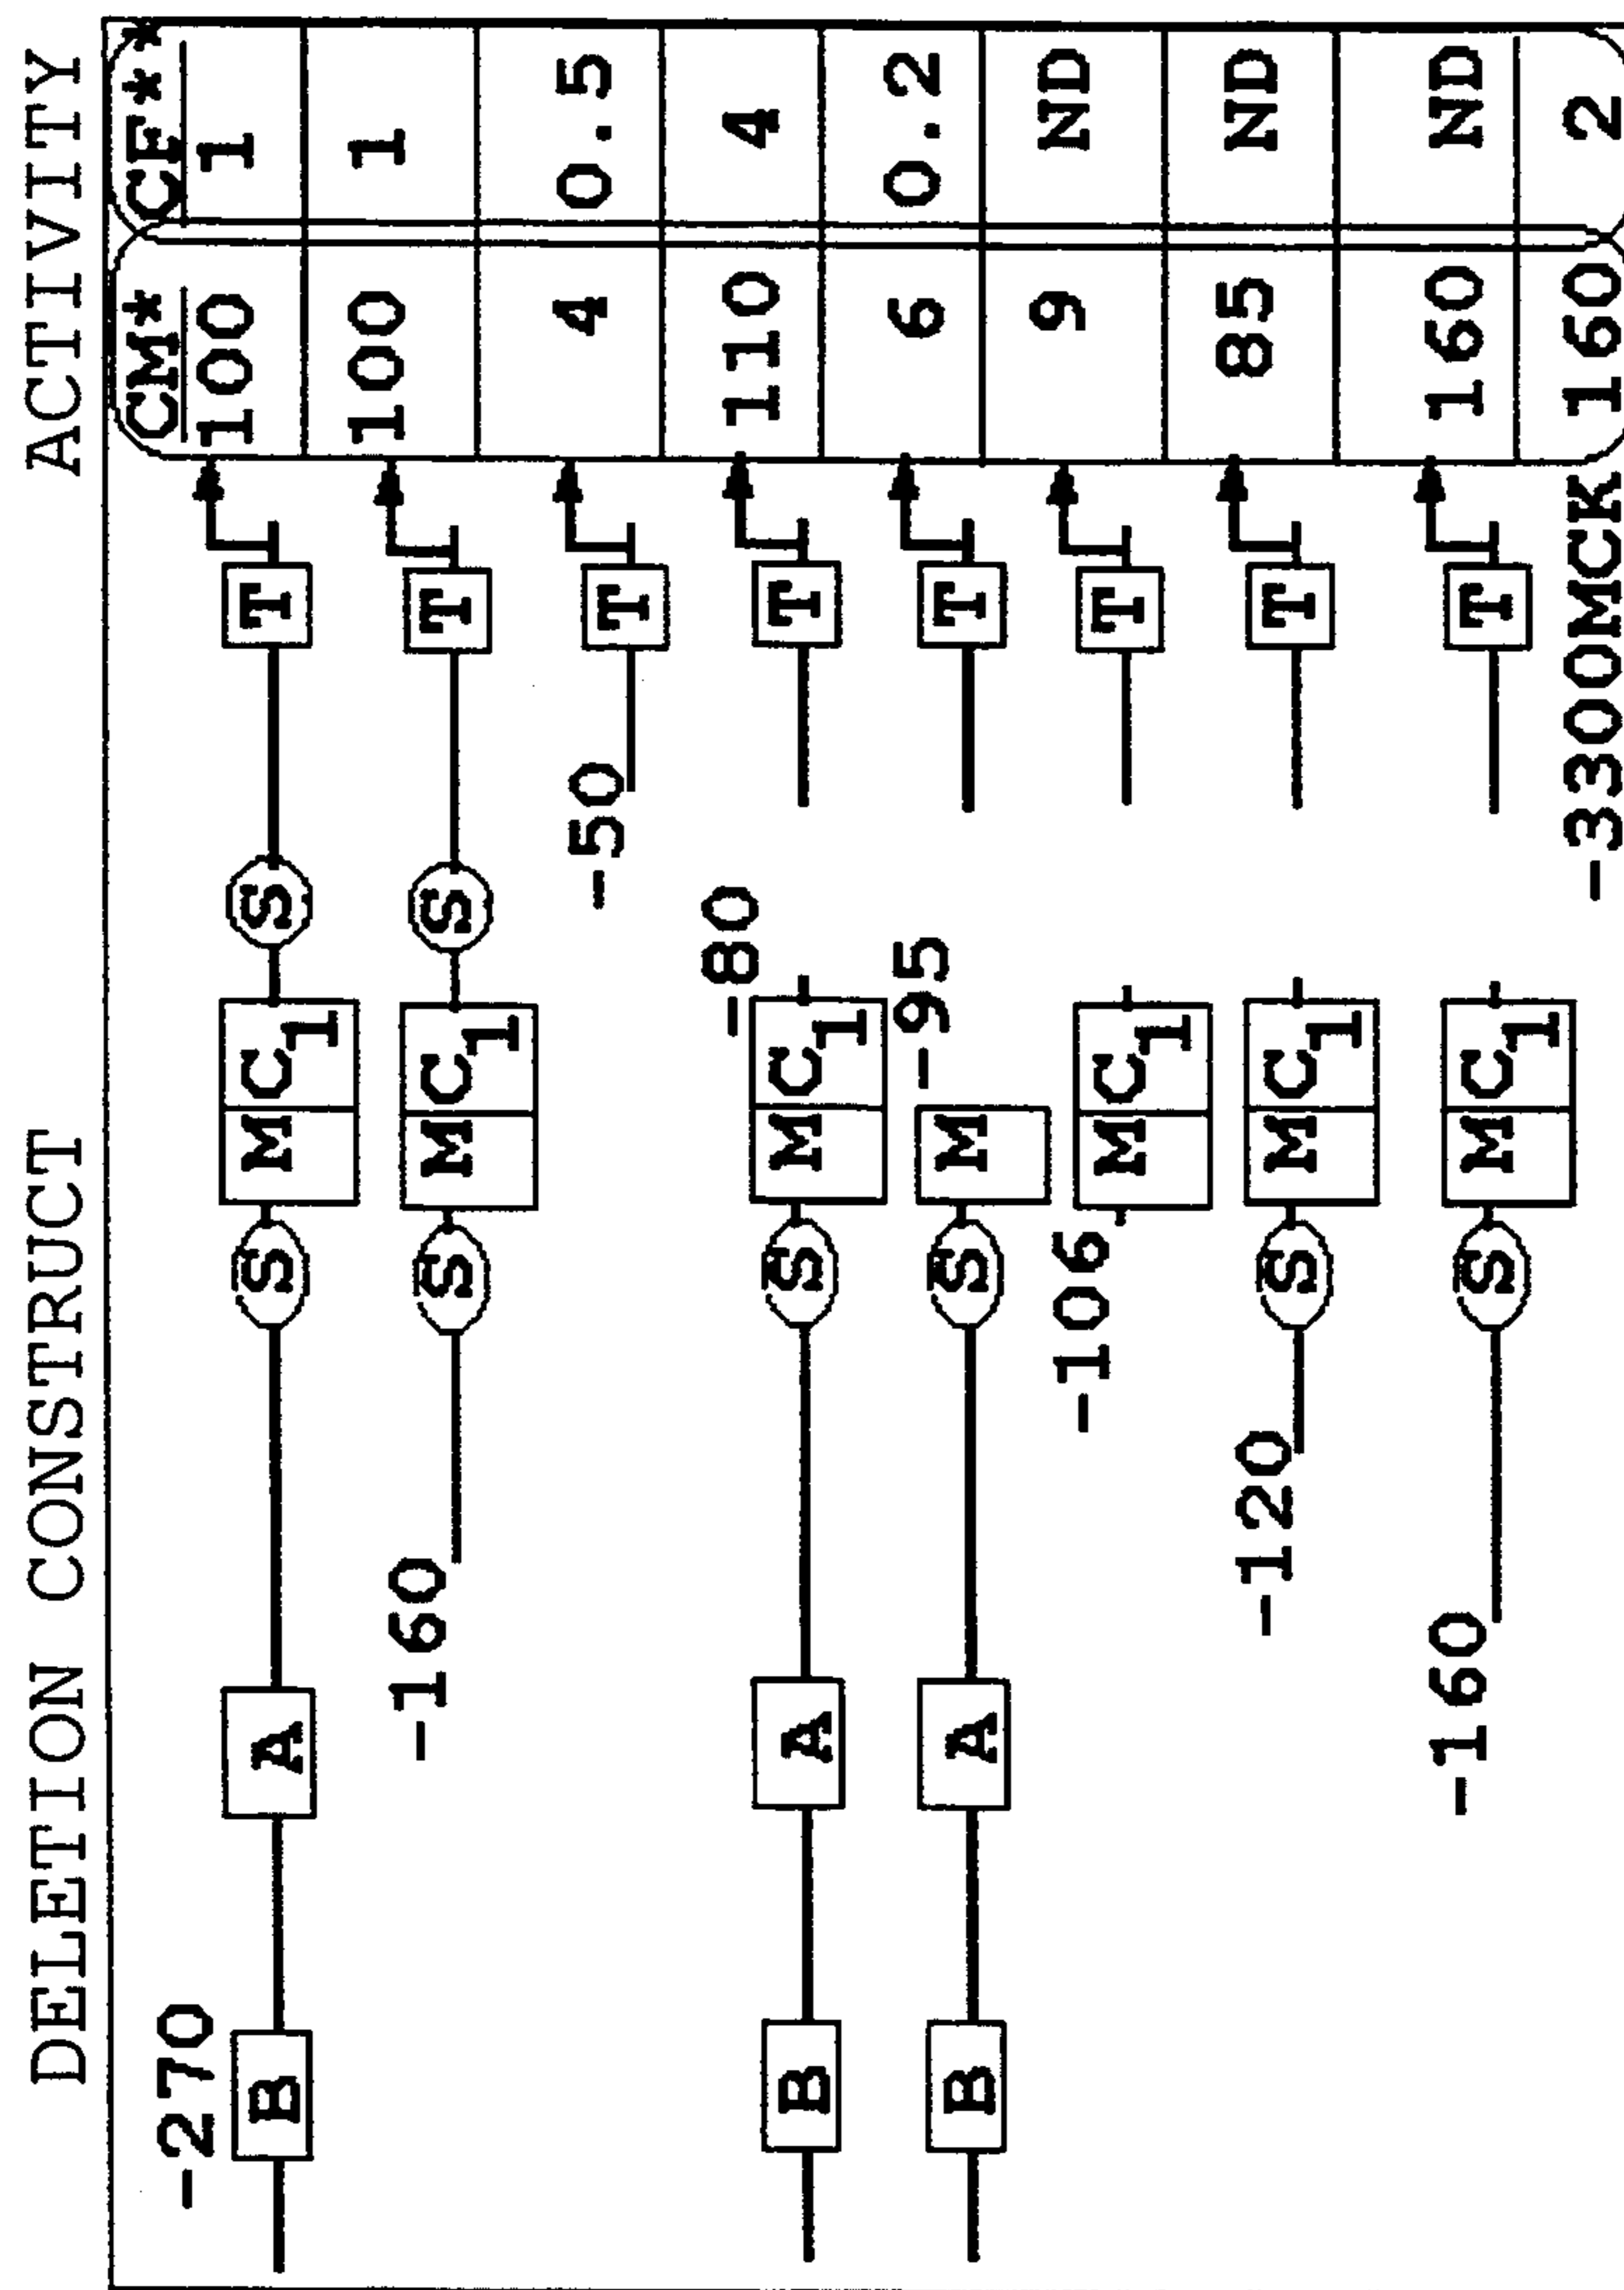 DELETION CONSTRUCT ACTIVITY
CM* CE**
-270
B A S M C1 S T 100 1
-160 S M C1 S T 100 1
-50 T 4 0.5
-80
B A S M C1 T 110 4
-95
B A S M T 6 0.2
-106 M C1 T 9 ND
-120 S M C1 T 85 ND
-160 S M C1 T 160 ND
-3300MCK 160 2